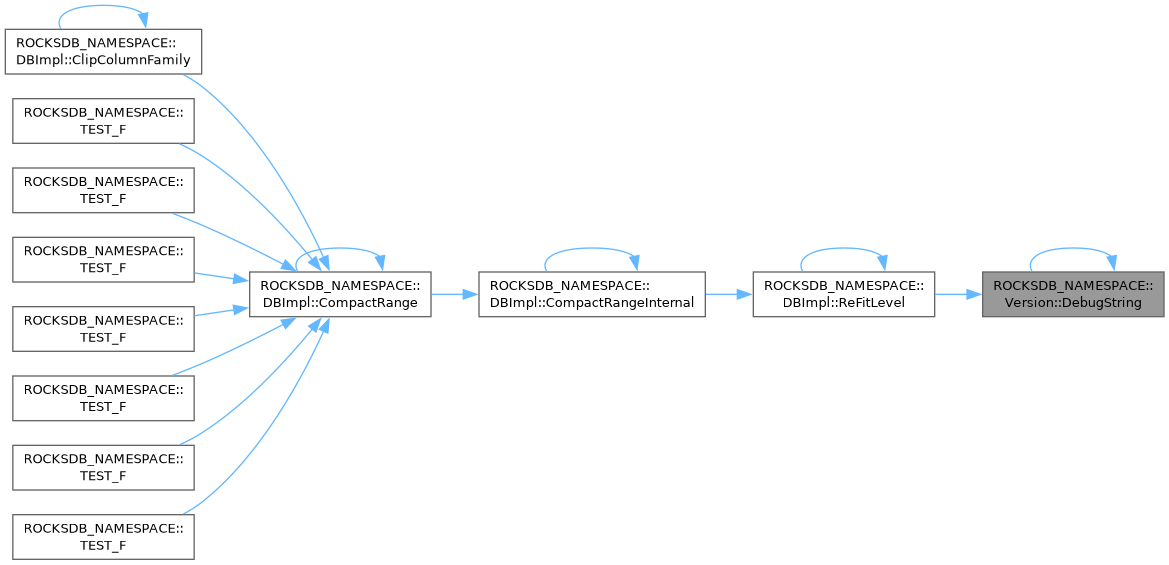 ROCKSDB_NAMESPACE::
DBImpl::ClipColumnFamily
ROCKSDB_NAMESPACE::
TEST_F
ROCKSDB_NAMESPACE::
TEST_F
ROCKSDB_NAMESPACE::
TEST_F
ROCKSDB_NAMESPACE::
TEST_F
ROCKSDB_NAMESPACE::
TEST_F
ROCKSDB_NAMESPACE::
TEST_F
ROCKSDB_NAMESPACE::
TEST_F
ROCKSDB_NAMESPACE::
DBImpl::CompactRange
ROCKSDB_NAMESPACE::
DBImpl::CompactRangeInternal
ROCKSDB_NAMESPACE::
DBImpl::ReFitLevel
ROCKSDB_NAMESPACE::
Version::DebugString